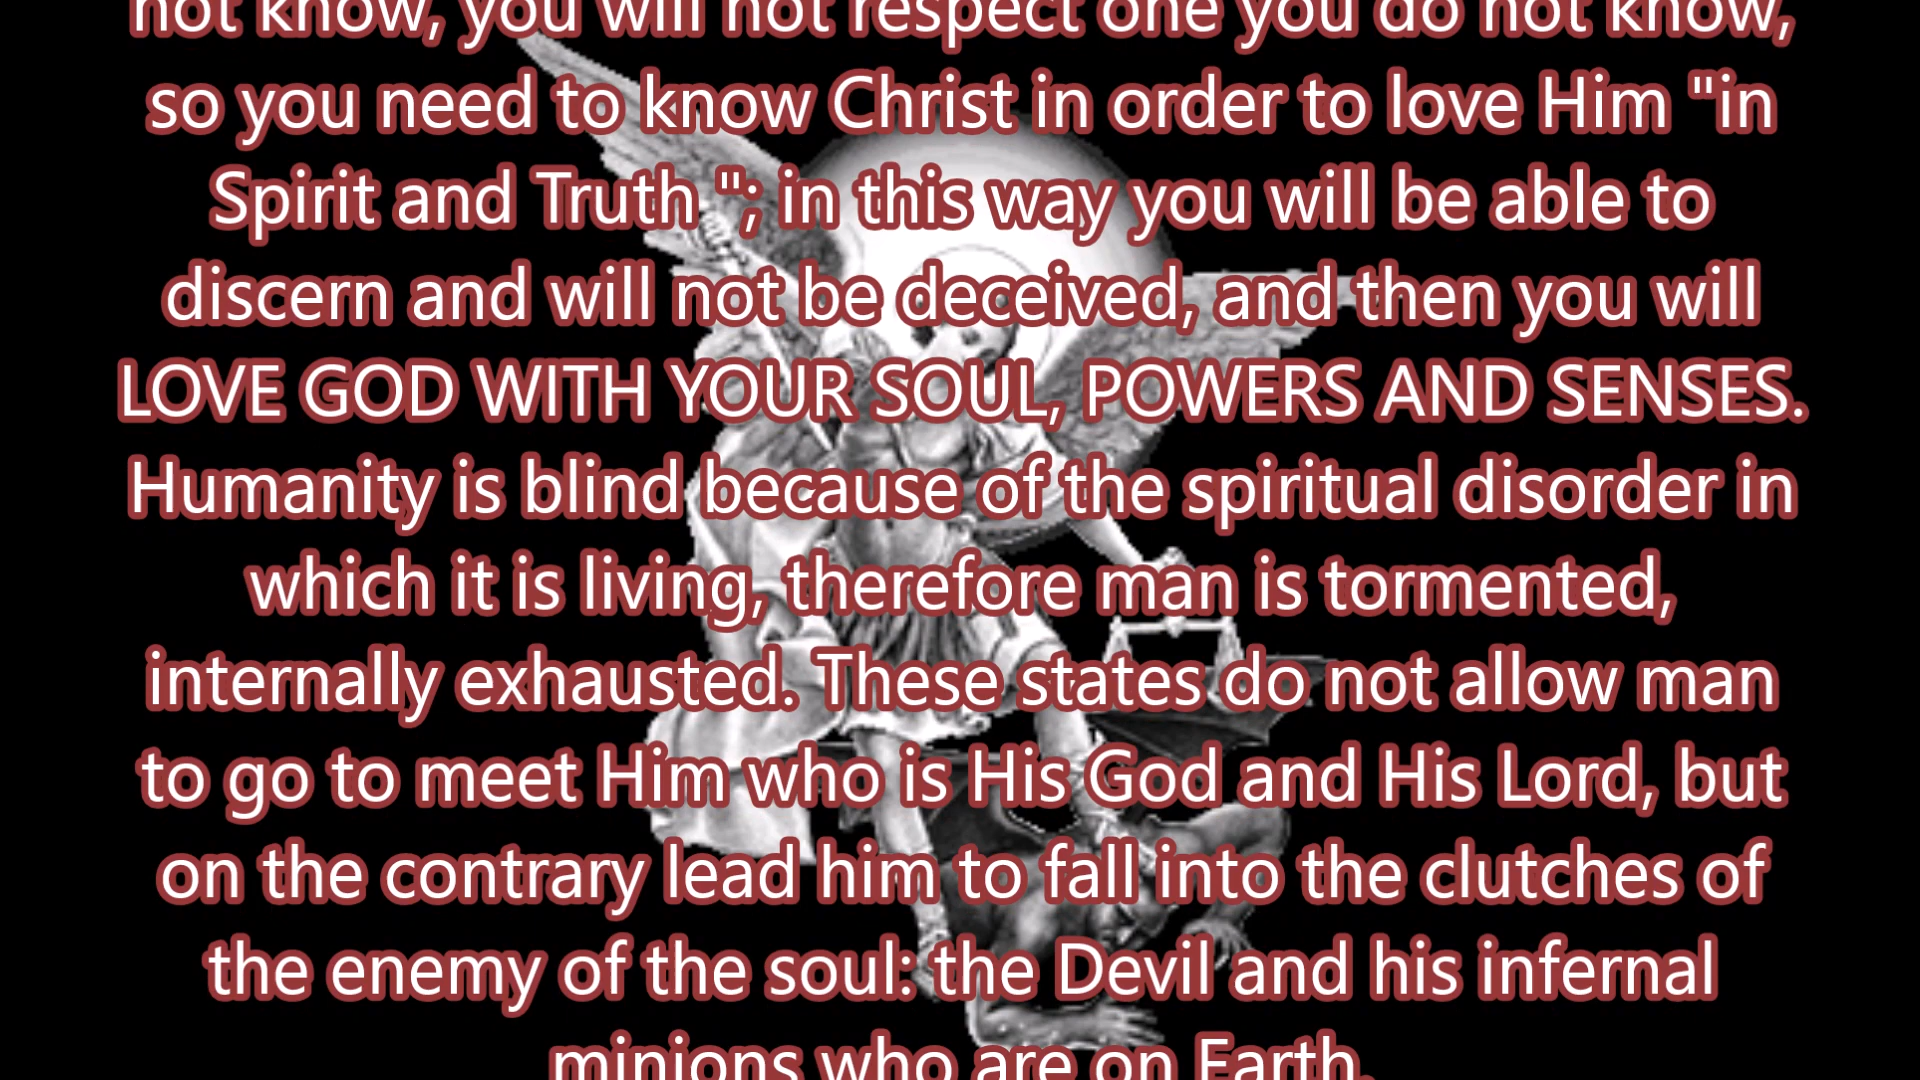 not know, you will not respect one you do not know,
so you need to know Christ in order to love Him "in
Spirit and Truth "; in this way you will be able to
discern and will not be deceived, and then you will
LOVE GOD WITH YOUR SOUL, POWERS AND SENSES.
Humanity is blind because of the spiritual disorder in
which it is living, therefore man is tormented,
internally exhausted. These states do not allow man
to go to meet Him who is His God and His Lord, but
on the contrary lead him to fall into the clutches of
the enemy of the soul: the Devil and his infernal
minions who are on Earth.